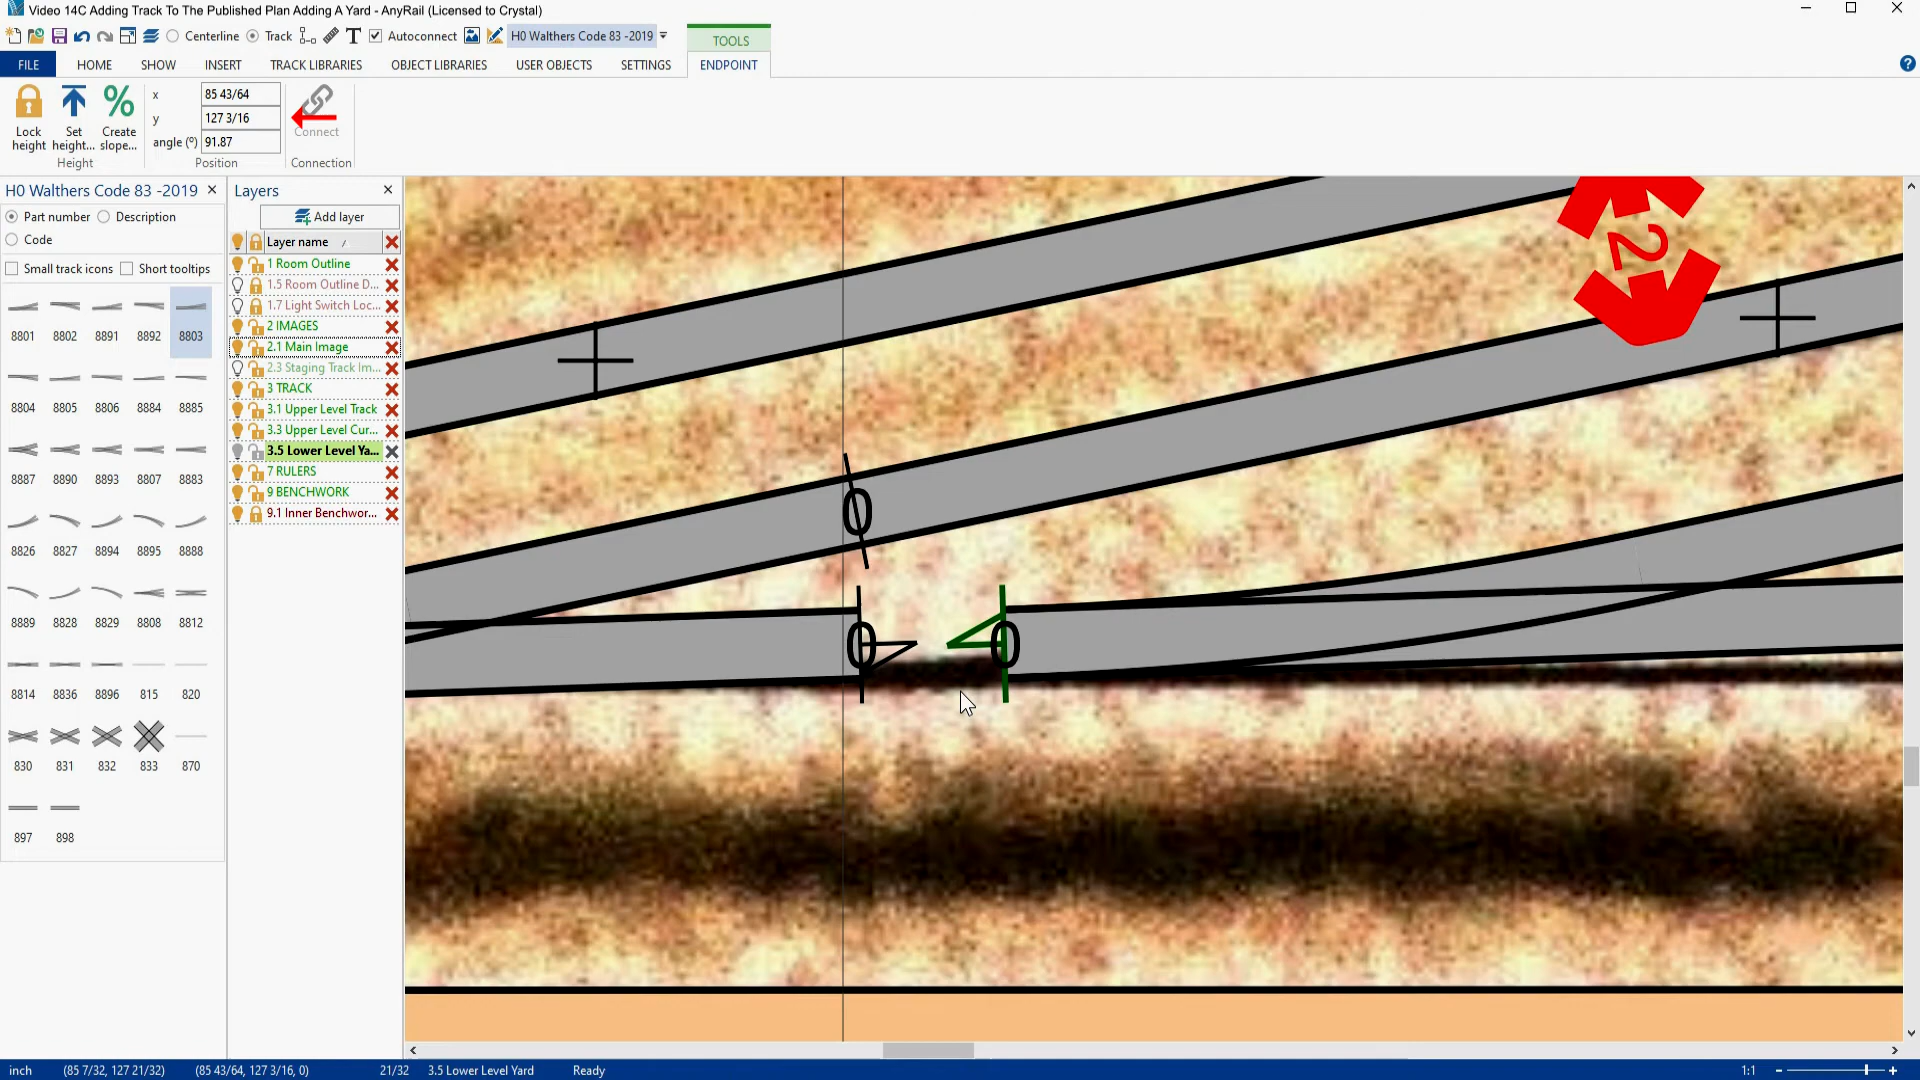 Video 14C Adding Track To The Published Plan Adding A Yard - AnyRail (Licensed to Crystal)
Centerline Track T Autoconnect H0 Walthers Code 83 -2019
TOOLS
FILE HOME SHOW INSERT TRACK LIBRARIES OBJECT LIBRARIES USER OBJECTS SETTINGS ENDPOINT
Lock height
Set height...
Create slope...
Height
x 85 43/64
y 127 3/16
angle (º) 91.87
Position
Connect
Connection
H0 Walthers Code 83 -2019
Part number Description
Code
Small track icons Short tooltips
8801 8802 8891 8892 8803
8804 8805 8806 8884 8885
8887 8890 8893 8807 8883
8826 8827 8894 8895 8888
8889 8828 8829 8808 8812
8814 8836 8896 815 820
830 831 832 833 870
897 898
Layers
Add layer
Layer name
1 Room Outline
1.5 Room Outline D...
1.7 Light Switch Loc...
2 IMAGES
2.1 Main Image
2.3 Staging Track Im...
3 TRACK
3.1 Upper Level Track
3.3 Upper Level Cur...
3.5 Lower Level Ya...
7 RULERS
9 BENCHWORK
9.1 Inner Benchwor...
2
0
0
0
inch (85 7/32, 127 21/32) (85 43/64, 127 3/16, 0) 21/32 3.5 Lower Level Yard Ready 1:1